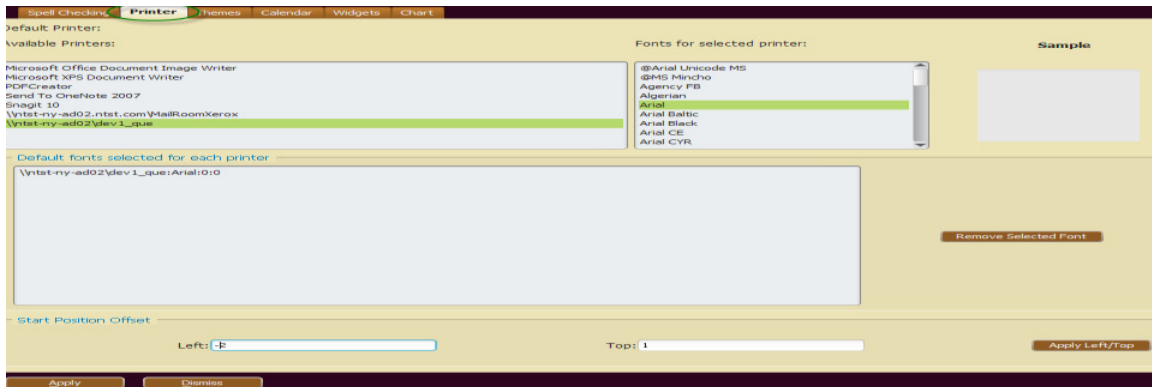 Spell Checking Printer Themes Calendar Widgets Chart
Default Printer:
Available Printers:
Microsoft Office Document Image Writer
Microsoft XPS Document Writer
PDFCreator
Send To OneNote 2007
Snagit 10
\\ntst-ny-ad02.ntst.com\MailRoomXerox
\\ntst-ny-ad02\dev1_que
Fonts for selected printer:
@Arial Unicode MS
@MS Mincho
Agency FB
Algerian
Arial
Arial Baltic
Arial Black
Arial CE
Arial CYR
Sample
Default fonts selected for each printer
\\ntst-ny-ad02\dev1_que:Arial:0:0
Remove Selected Font
Start Position Offset
Left: -2
Top: 1
Apply Left/Top
Apply Dismiss